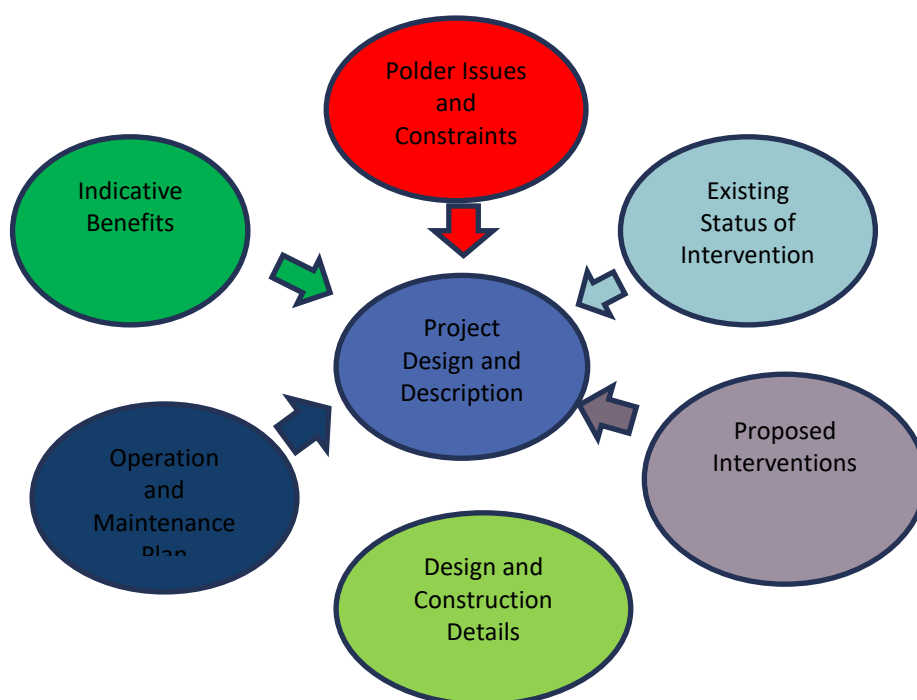 Polder Issues
and
Constraints
Indicative
Benefits
Existing
Status of
Intervention
Project
Design and
Description
Proposed
Interventions
Operation
and
Maintenance
Plan
Design and
Construction
Details